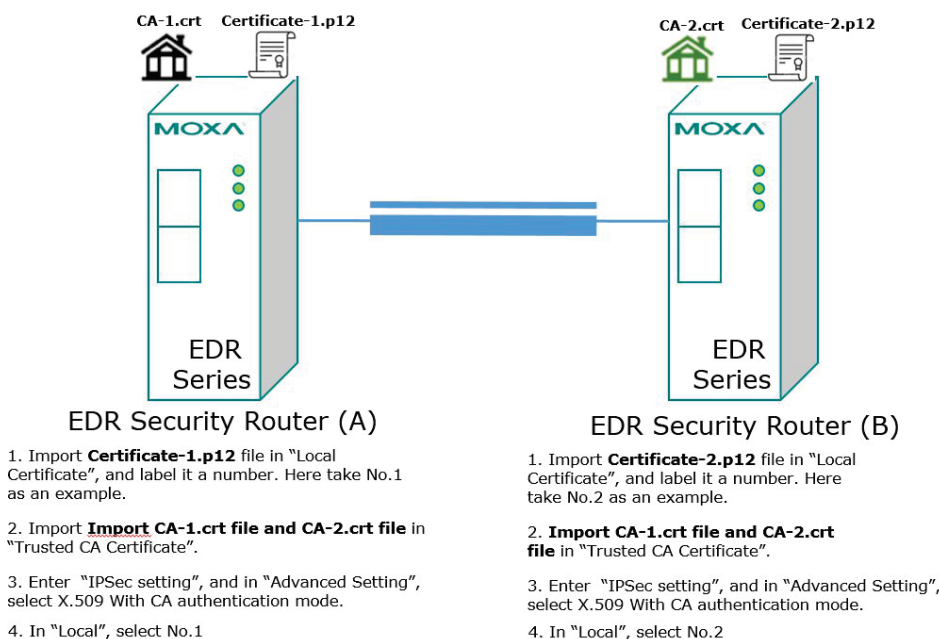 CA-1.crt Certificate-1.p12
MOXA
EDR
Series
EDR Security Router (A)
1. Import Certificate-1.p12 file in “Local
Certificate”, and label it a number. Here take No.1
as an example.
2. Import Import CA-1.crt file and CA-2.crt file in
“Trusted CA Certificate”.
3. Enter “IPSec setting”, and in “Advanced Setting”,
select X.509 With CA authentication mode.
4. In “Local”, select No.1
CA-2.crt Certificate-2.p12
MOXA
EDR
Series
EDR Security Router (B)
1. Import Certificate-2.p12 file in “Local
Certificate”, and label it a number. Here
take No.2 as an example.
2. Import CA-1.crt file and CA-2.crt
file in “Trusted CA Certificate”.
3. Enter “IPSec setting”, and in “Advanced Setting”,
select X.509 With CA authentication mode.
4. In “Local”, select No.2